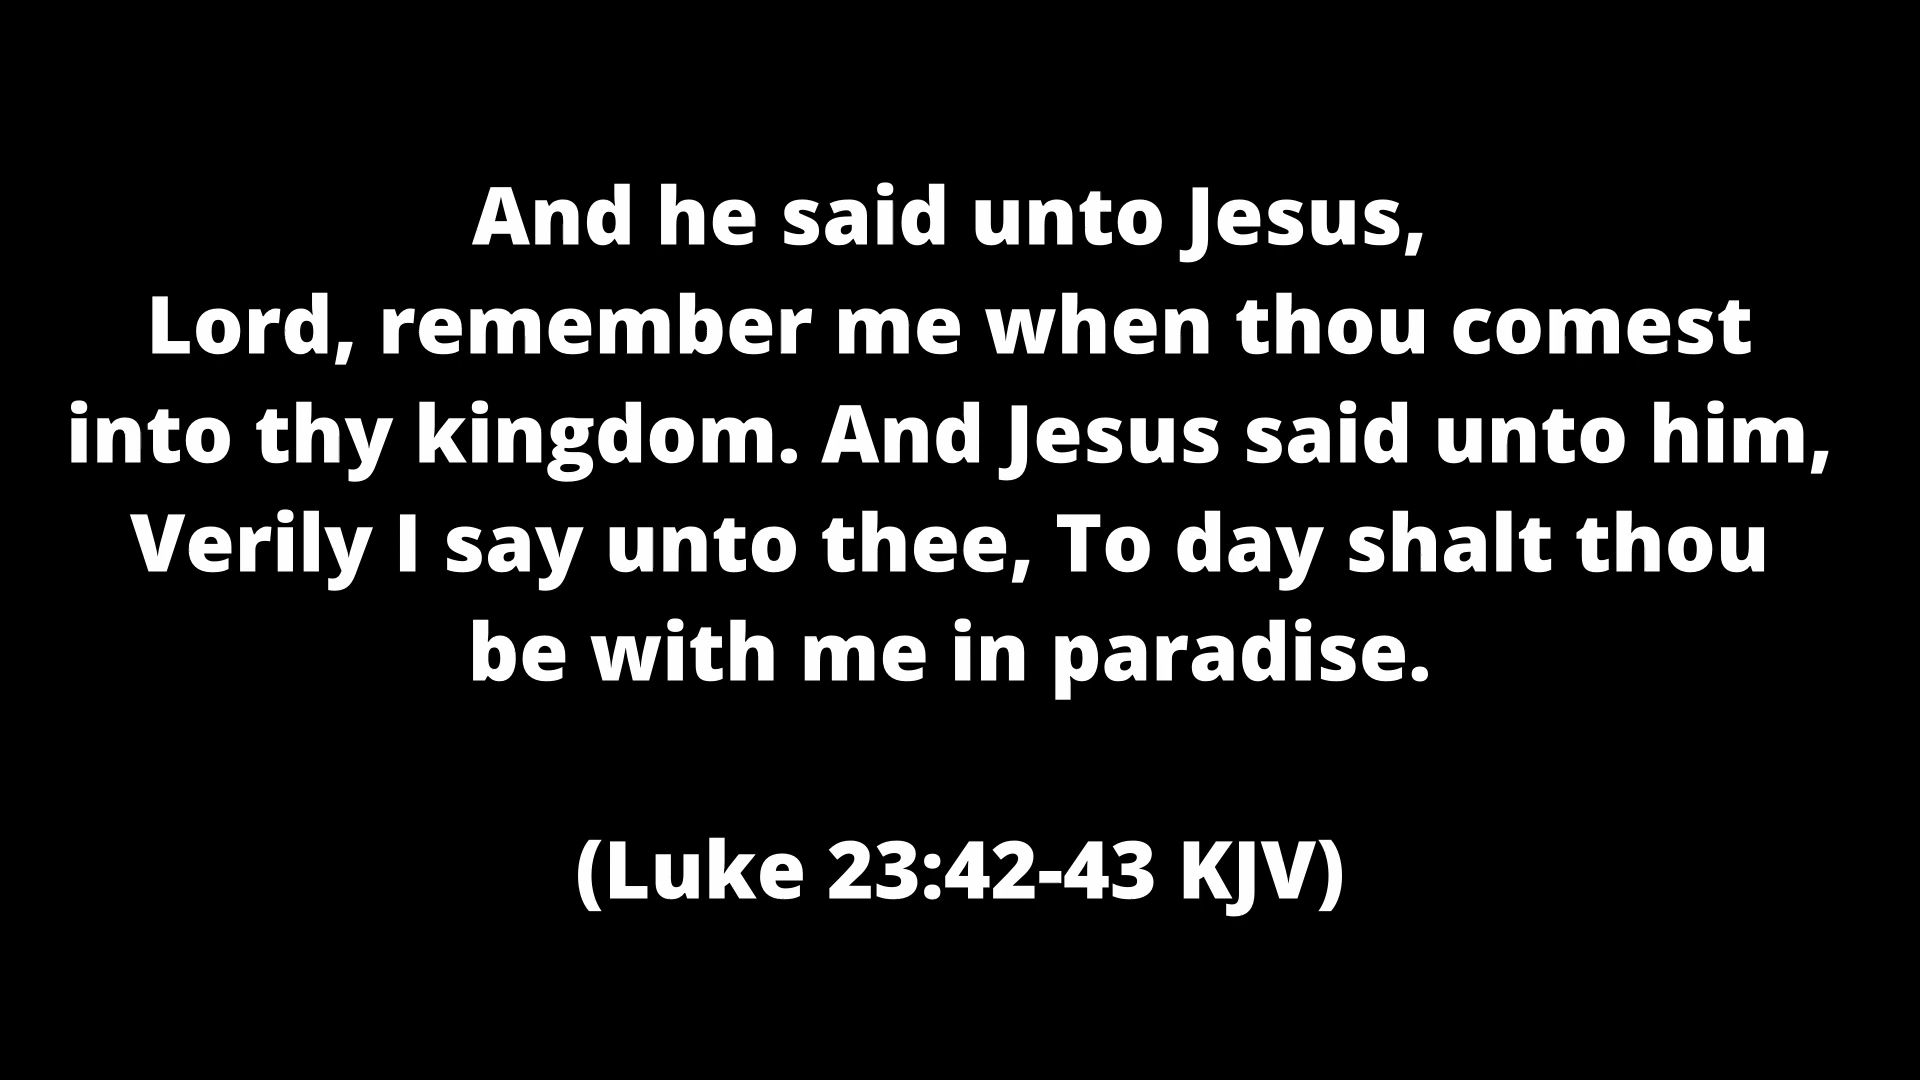 And he said unto Jesus,
Lord, remember me when thou comest
into thy kingdom. And Jesus said unto him,
Verily I say unto thee, To day shalt thou
be with me in paradise.
(Luke 23:42-43 KJV)